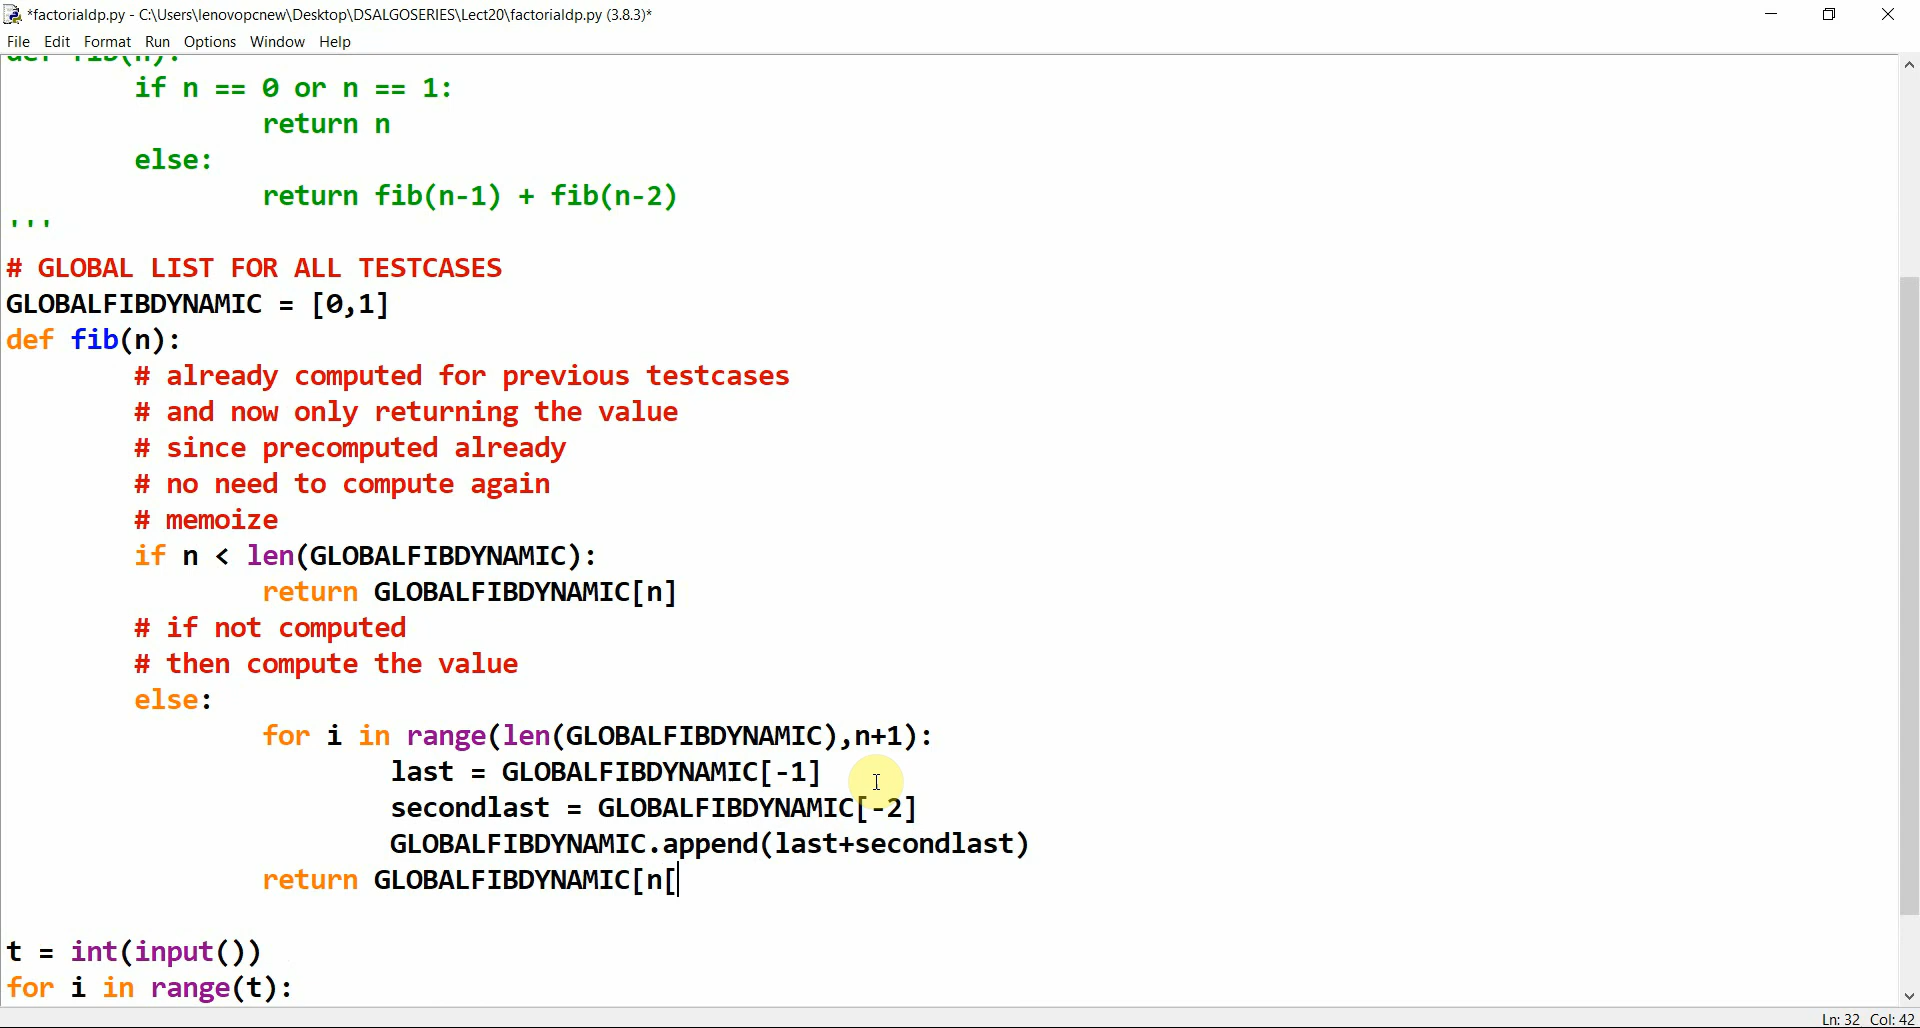 *factorialdp.py - C:\Users\lenovopcnew\Desktop\DSALGOSERIES\Lect20\factorialdp.py (3.8.3)*
File Edit Format Run Options Window Help
def fib(n):
if n == 0 or n == 1:
return n
else:
return fib(n-1) + fib(n-2)
'''
# GLOBAL LIST FOR ALL TESTCASES
GLOBALFIBDYNAMIC = [0,1]
def fib(n):
# already computed for previous testcases
# and now only returning the value
# since precomputed already
# no need to compute again
# memoize
if n < len(GLOBALFIBDYNAMIC):
return GLOBALFIBDYNAMIC[n]
# if not computed
# then compute the value
else:
for i in range(len(GLOBALFIBDYNAMIC),n+1):
last = GLOBALFIBDYNAMIC[-1]
secondlast = GLOBALFIBDYNAMIC[-2]
GLOBALFIBDYNAMIC.append(last+secondlast)
return GLOBALFIBDYNAMIC[n[
t = int(input())
for i in range(t):
Ln: 32 Col: 42